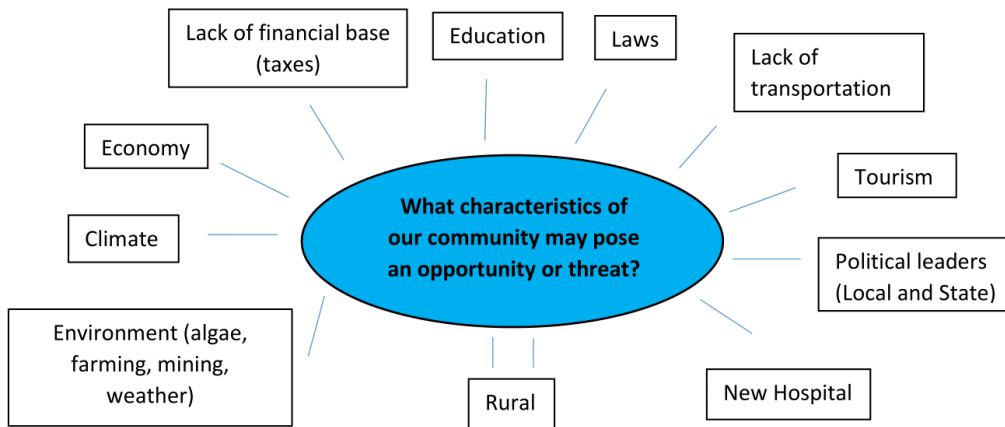 Lack of financial base
(taxes)
Education
Laws
Lack of
transportation
Economy
Tourism
What characteristics of
our community may pose
an opportunity or threat?
Climate
Political leaders
(Local and State)
Environment (algae,
farming, mining,
weather)
Rural
New Hospital